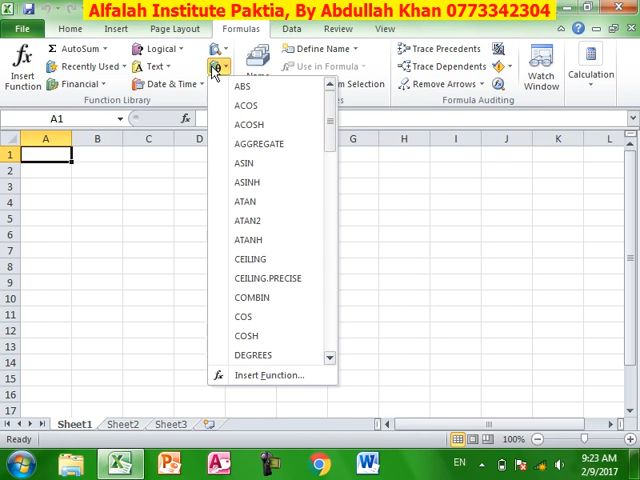 Alfalah Institute Paktia, By Abdullah Khan 0773342304
File Insert Page Layout Formulas Data Review View
fx Insert Function
Σ AutoSum
Recently Used
Financial
Logical
Text
Date & Time
Function Library
Define Name
Use in Formula
Selection
Trace Precedents
Trace Dependents
Remove Arrows
Formula Auditing
Watch Window
Calculation
A1 fx
A B C D G H I J K L
1
2
3
4
5
6
7
8
9
10
11
12
13
14
15
16
17
ABS
ACOS
ACOSH
AGGREGATE
ASIN
ASINH
ATAN
ATAN2
ATANH
CEILING
CEILING.PRECISE
COMBIN
COS
COSH
DEGREES
fx Insert Function...
Sheet1 Sheet2 Sheet3
Ready 100%
EN 9:23 AM
2/9/2017